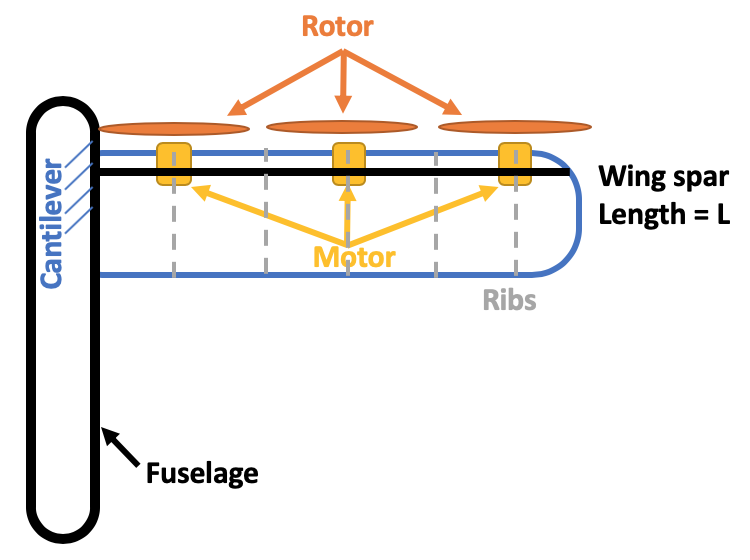 Rotor
Cantilever
Wing spar
Length = L
Motor
Ribs
Fuselage